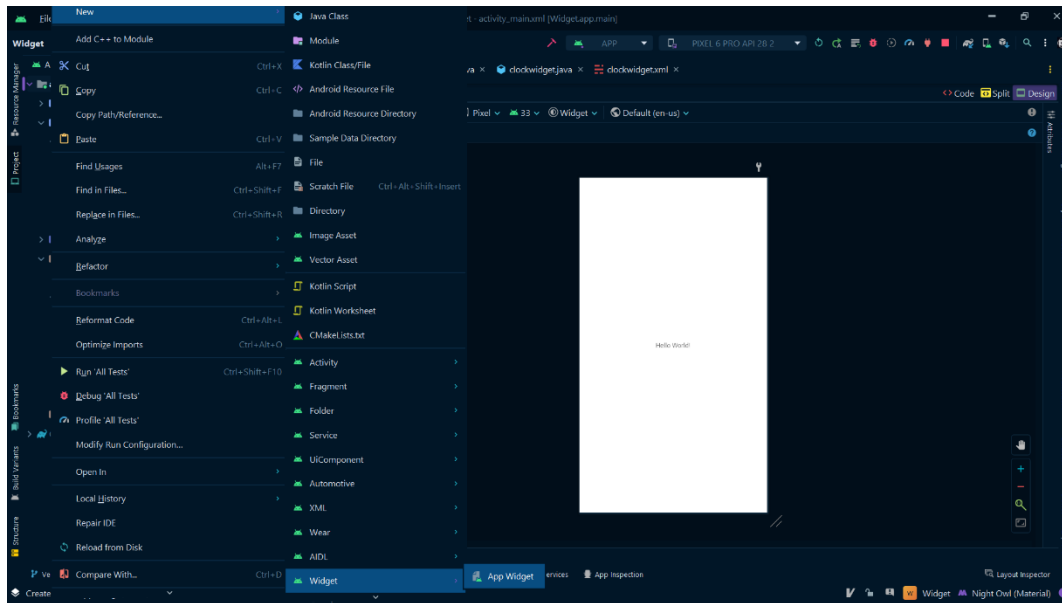 File
New
Java Class
t - activity_main.xml [Widget.app.main]
Widget
Add C++ to Module
Module
APP
PIXEL 6 PRO API 28 2
Cut Ctrl+X
Kotlin Class/File
va
clockwidget.java
clockwidget.xml
Copy Ctrl+C
Android Resource File
Code
Split
Design
Copy Path/Reference...
Android Resource Directory
Pixel
33
Widget
Default (en-us)
Paste Ctrl+V
Sample Data Directory
Find Usages Alt+F7
File
Find in Files... Ctrl+Shift+F
Scratch File Ctrl+Alt+Shift+Insert
Replace in Files... Ctrl+Shift+R
Directory
Analyze
Image Asset
Refactor
Vector Asset
Bookmarks
Kotlin Script
Reformat Code Ctrl+Alt+L
Kotlin Worksheet
Optimize Imports Ctrl+Alt+O
CMakeLists.txt
Hello World!
Run 'All Tests' Ctrl+Shift+F10
Activity
Debug 'All Tests'
Fragment
Profile 'All Tests'
Folder
Modify Run Configuration...
Service
Open In
UiComponent
Automotive
Local History
XML
Repair IDE
Wear
Reload from Disk
AIDL
Ve
Compare With... Ctrl+D
Widget
App Widget
ervices
App Inspection
Layout Inspector
Create
Widget
Night Owl (Material)
Resource Manager
Project
Bookmarks
Build Variants
Structure
Attributes